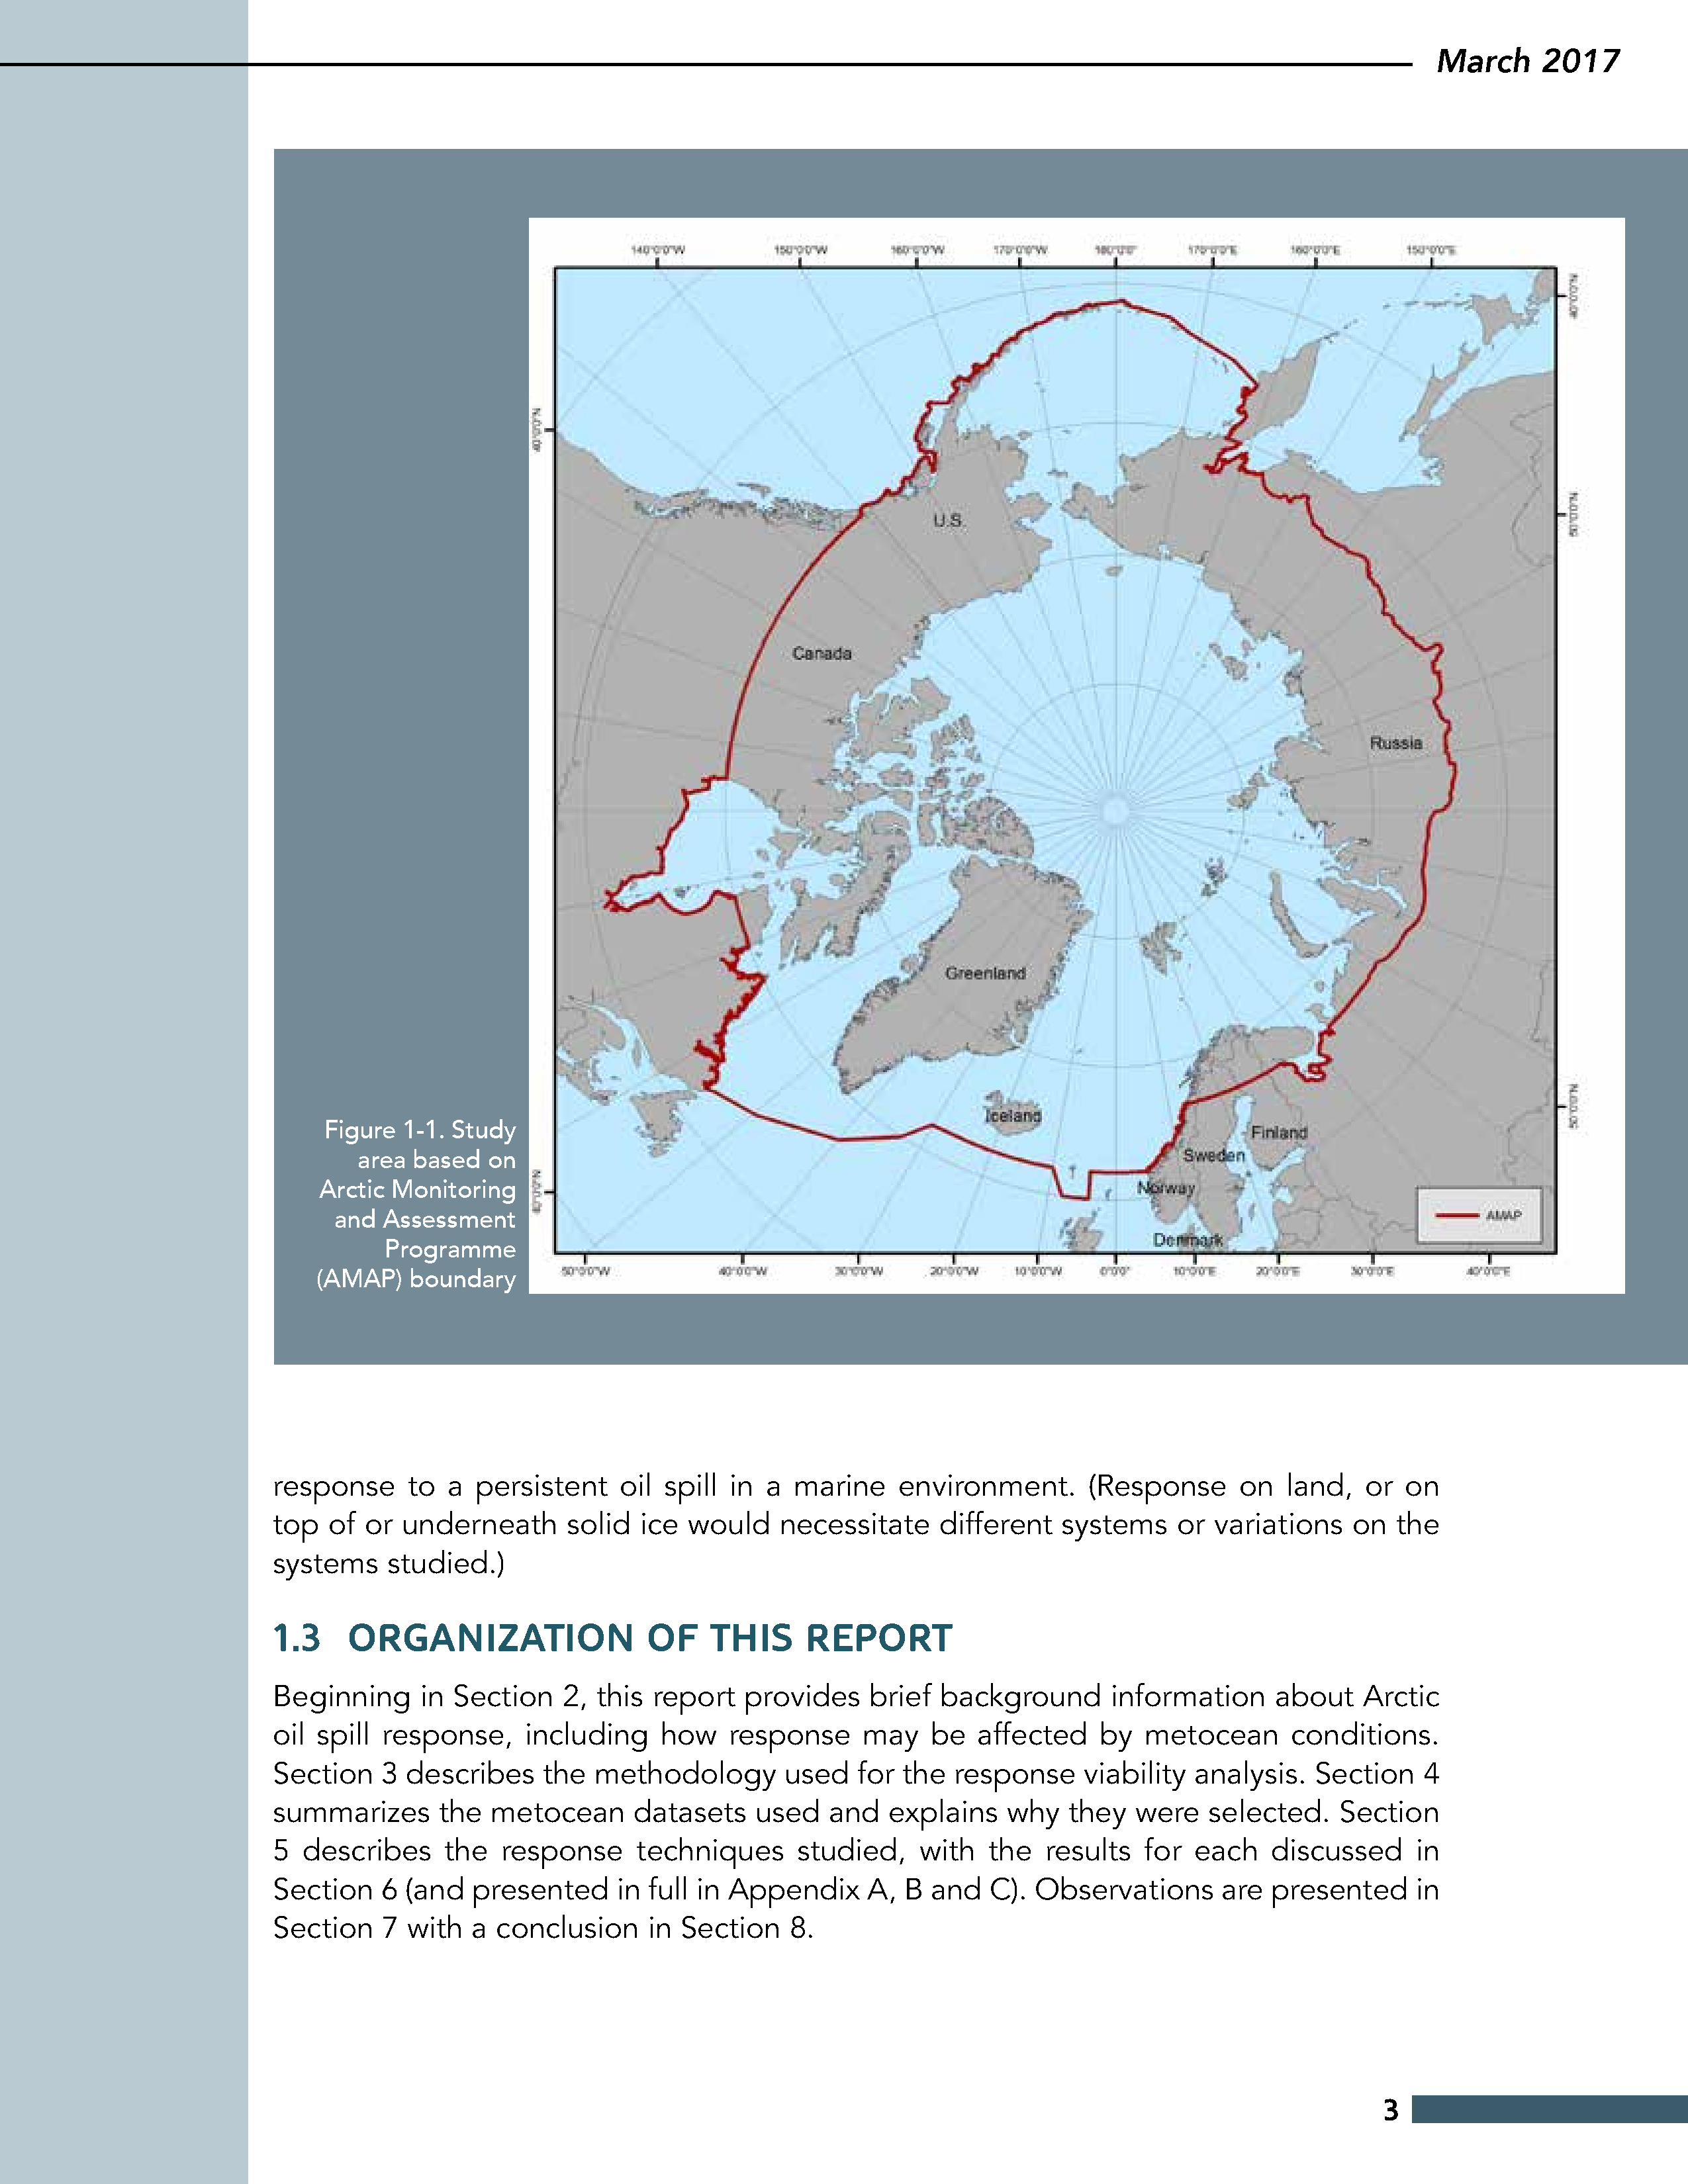 March 2017
140°0'0"W 150°0'0"W 160°0'0"W 170°0'0"W 180°0'0" 170°0'0"E 160°0'0"E 150°0'0"E
40°0'0"N
40°0'0"N
50°0'0"N
U.S.
Canada
Russia
Greenland
Iceland
Finland
Sweden
Norway
Denmark
50°0'0"N
40°0'0"N
AMAP
50°0'0"W 40°0'0"W 30°0'0"W 20°0'0"W 10°0'0"W 0°0'0" 10°0'0"E 20°0'0"E 30°0'0"E 40°0'0"E
Figure 1-1. Study
area based on
Arctic Monitoring
and Assessment
Programme
(AMAP) boundary
response to a persistent oil spill in a marine environment. (Response on land, or on
top of or underneath solid ice would necessitate different systems or variations on the
systems studied.)
1.3 ORGANIZATION OF THIS REPORT
Beginning in Section 2, this report provides brief background information about Arctic
oil spill response, including how response may be affected by metocean conditions.
Section 3 describes the methodology used for the response viability analysis. Section 4
summarizes the metocean datasets used and explains why they were selected. Section
5 describes the response techniques studied, with the results for each discussed in
Section 6 (and presented in full in Appendix A, B and C). Observations are presented in
Section 7 with a conclusion in Section 8.
3